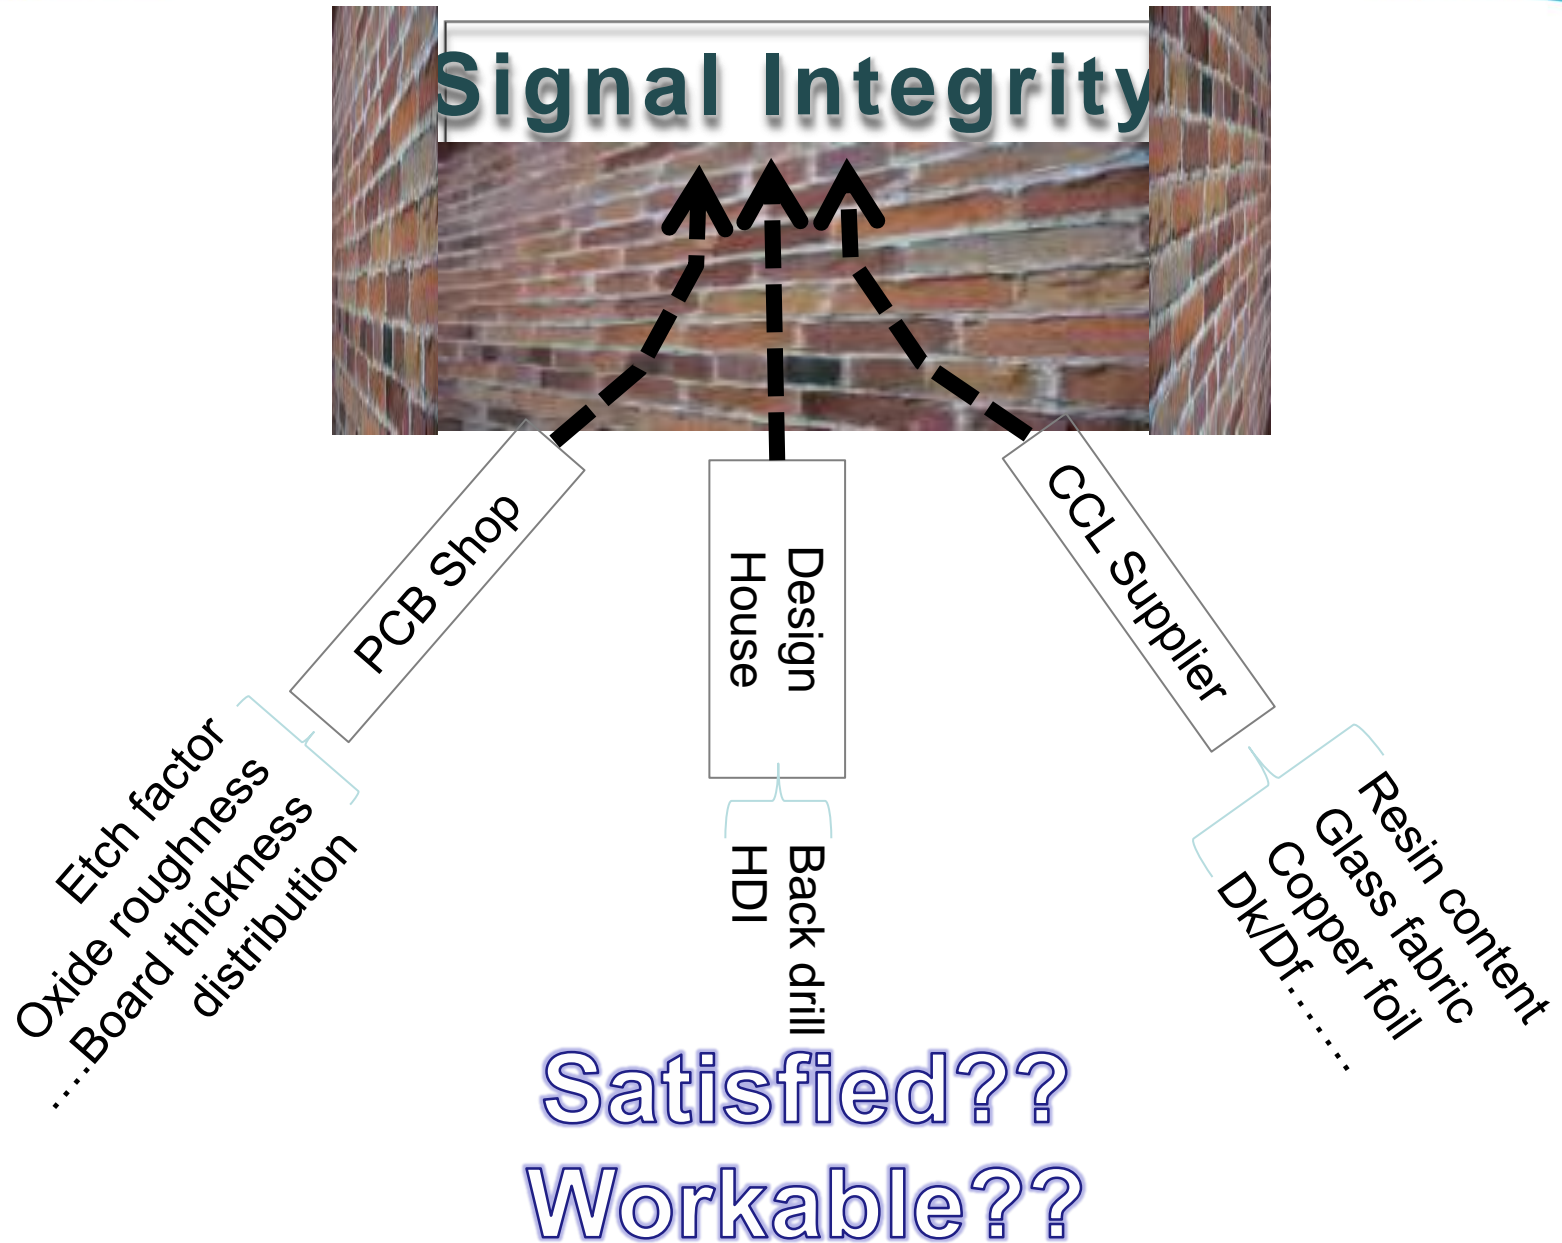 Signal Integrity
PCB Shop
Design
House
CCL Supplier
Etch factor
Oxide roughness
....Board thickness
distribution
Back drill
HDI
Resin content
Glass fabric
Copper foil
Dk/Df.......
Satisfied??
Workable??